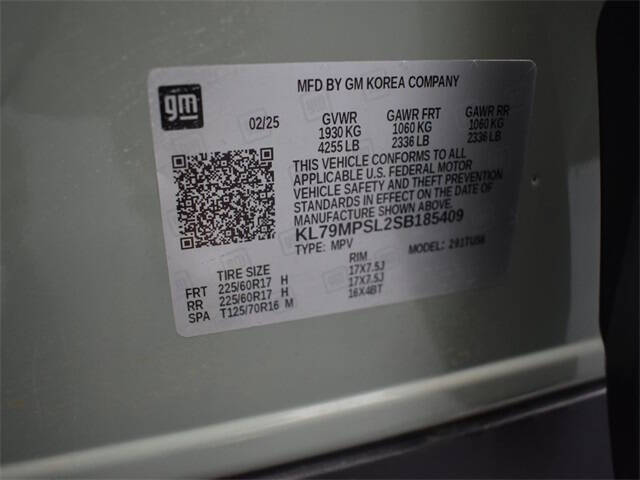 gm
MFD BY GM KOREA COMPANY
02/25 GVWR GAWR FRT GAWR RR
1930 KG 1060 KG 1060 KG
4255 LB 2336 LB 2336 LB
THIS VEHICLE CONFORMS TO ALL
APPLICABLE U.S. FEDERAL MOTOR
VEHICLE SAFETY AND THEFT PREVENTION
STANDARDS IN EFFECT ON THE DATE OF
MANUFACTURE SHOWN ABOVE.
KL79MPSL2SB185409
TYPE: MPV MODEL: 291TU56
TIRE SIZE RIM
FRT 225/60R17 H 17X7.5J
RR 225/60R17 H 17X7.5J
SPA T125/70R16 M 16X4BT